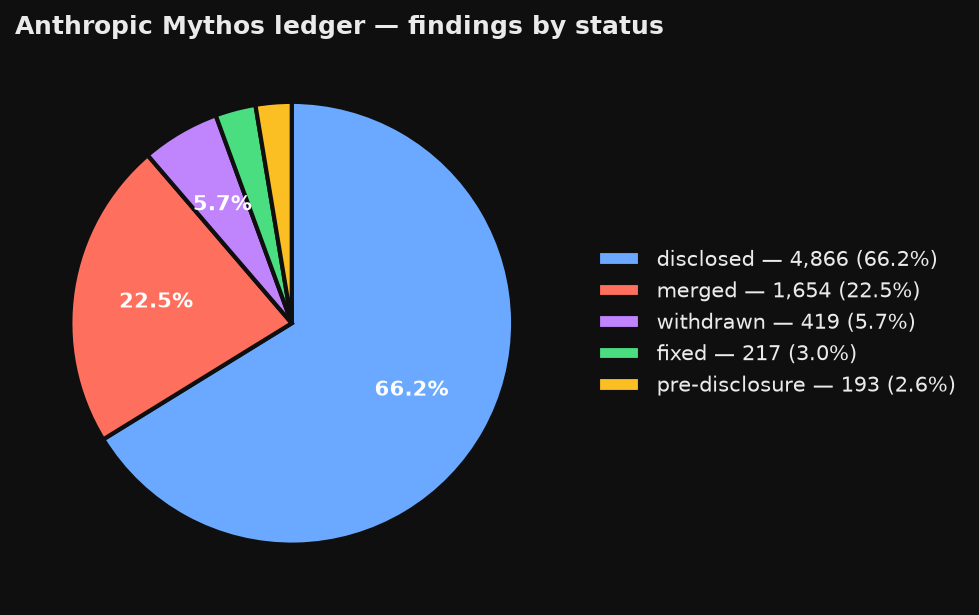 Anthropic Mythos ledger — findings by status
5.7%
22.5%
66.2%
disclosed — 4,866 (66.2%)
merged — 1,654 (22.5%)
withdrawn — 419 (5.7%)
fixed — 217 (3.0%)
pre-disclosure — 193 (2.6%)